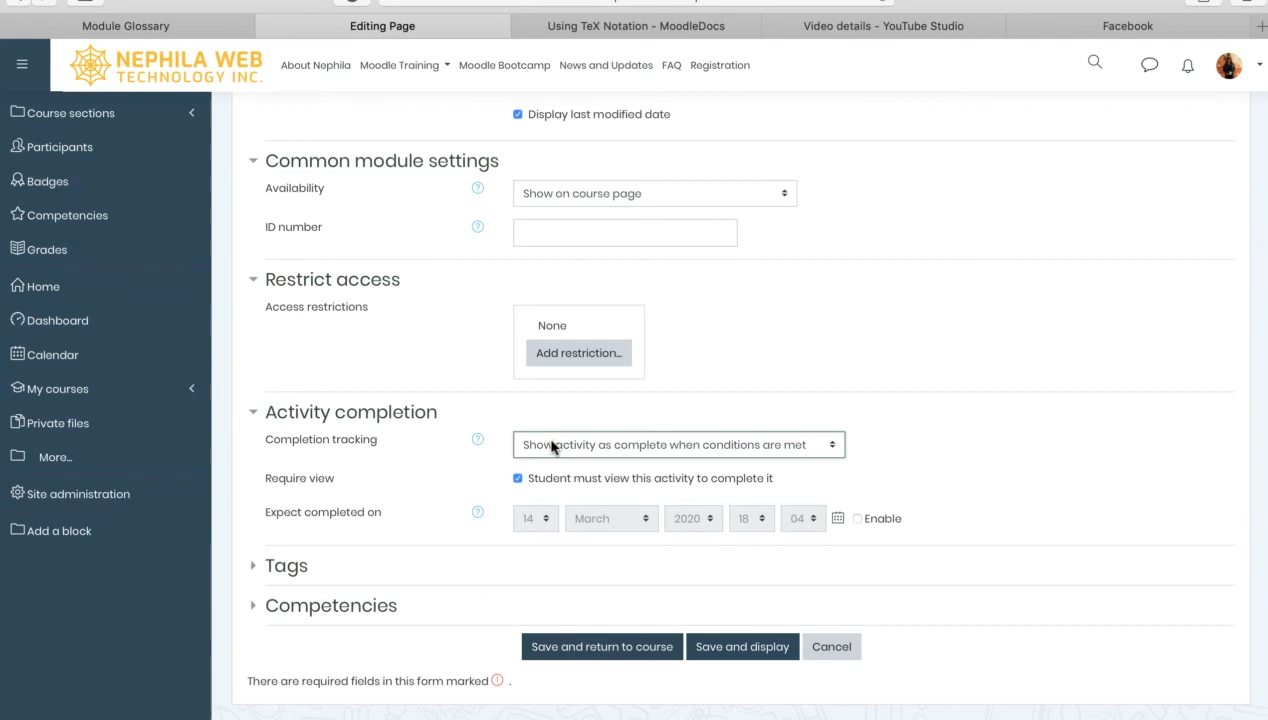 Module Glossary
Editing Page
Using TeX Notation - MoodleDocs
Video details - YouTube Studio
Facebook
NEPHILA WEB
TECHNOLOGY INC.
About Nephila
Moodle Training
Moodle Bootcamp
News and Updates
FAQ
Registration
Course sections
Participants
Badges
Competencies
Grades
Home
Dashboard
Calendar
My courses
Private files
More...
Site administration
Add a block
Display last modified date
Common module settings
Availability
Show on course page
ID number
Restrict access
Access restrictions
None
Add restriction...
Activity completion
Completion tracking
Show activity as complete when conditions are met
Require view
Student must view this activity to complete it
Expect completed on
14 March 2020 18 04 Enable
Tags
Competencies
Save and return to course
Save and display
Cancel
There are required fields in this form marked .